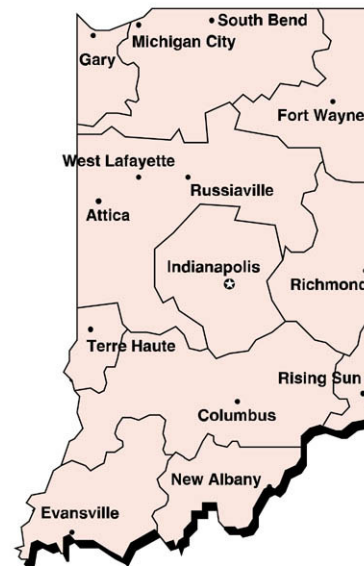 South Bend
Michigan City
Gary
Fort Wayne
West Lafayette
Russiaville
Attica
Indianapolis
Richmond
Terre Haute
Rising Sun
Columbus
New Albany
Evansville